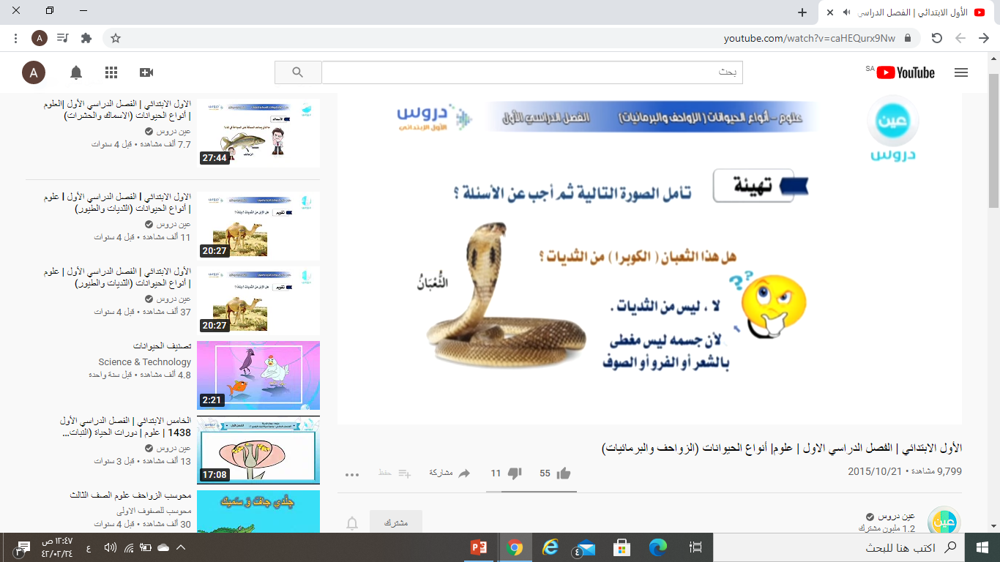 الأول الابتدائي | الفصل الدراسي
youtube.com/watch?v=caHEQurx9Nw
A
YouTube SA
بحث
A
علوم - أنواع الحيوانات ( الزواحف والبرمائيات) الفصل الدراسي الأول
دروس
الأول الابتدائي
عين
دروس
تهيئة
تأمل الصورة التالية ثم أجب عن الأسئلة ؟
هل هذا الثعبان ( الكوبرا ) من الثديات ؟
الثُّعْبَانُ
لا ، ليس من الثديات .
لأن جسمه ليس مغطى
بالشعر أو الفرو أو الصوف
الأول الابتدائي | الفصل الدراسي الاول | علوم| أنواع الحيوانات (الزواحف والبرمائيات)
9,799 مشاهدة • 2015/10/21
55
11
مشاركة
حفظ
عين
عين دروس
1.2 مليون مشترك
مشترك
الاول الابتدائي | الفصل الدراسي الأول |العلوم
| أنواع الحيوانات (الاسماك والحشرات)
عين دروس
7.7 ألف مشاهدة • قبل 4 سنوات
27:44
الاول الابتدائي | الفصل الدراسي الأول | علوم
| أنواع الحيوانات (الثديات والطيور)
عين دروس
11 ألف مشاهدة • قبل 4 سنوات
20:27
الأول الابتدائي | الفصل الدراسي الأول | علوم
| أنواع الحيوانات (الثديات والطيور)
عين دروس
37 ألف مشاهدة • قبل 4 سنوات
20:27
تصنيف الحيوانات
Science & Technology
4.8 ألف مشاهدة • قبل سنة واحدة
2:21
الخامس الابتدائي | الفصل الدراسي الأول
1438 | علوم | دورات الحياة (النبات...
عين دروس
13 ألف مشاهدة • قبل 3 سنوات
17:08
محوسب الزواحف علوم الصف الثالث
محوسب للصفوف الاولى
30 ألف مشاهدة • قبل 4 سنوات
جِلْدي جافٌ وَ سَميك
اكتب هنا للبحث
٤
ع
١٢:٤٧ ص
٤٢/٠٢/٢٤
٣